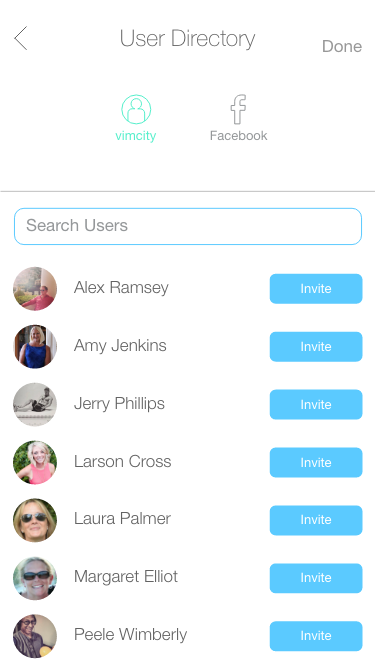 User Directory
Done
vimcity
Facebook
Search Users
Alex Ramsey
Invite
Amy Jenkins
Invite
Jerry Phillips
Invite
Larson Cross
Invite
Laura Palmer
Invite
Margaret Elliot
Invite
Peele Wimberly
Invite